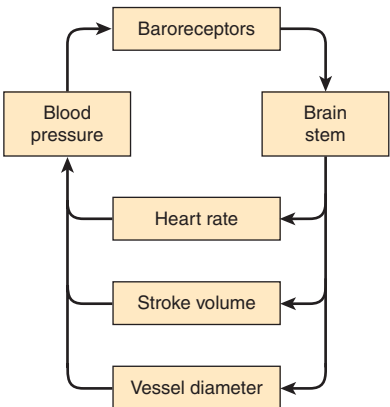 Baroreceptors
Blood
pressure
Brain
stem
Heart rate
Stroke volume
Vessel diameter